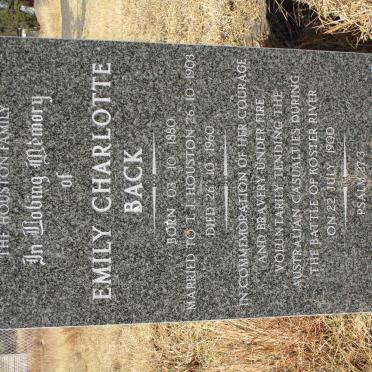 THE HOUSTON FAMILY
In Loving Memory
of
EMILY CHARLOTTE
BACK
BORN 03 . 10 . 1880
MARRIED TO T. J. HOUSTON 26 . 10 . 1903
DIED 26 . 10 . 1960
IN COMMEMORATION OF HER COURAGE
AND BRAVERY UNDER FIRE
VOLUNTARILY TENDING THE
AUSTRALIAN CASUALTIES DURING
THE BATTLE OF KOSTER RIVER
ON 22 JULY 1900
PSALM